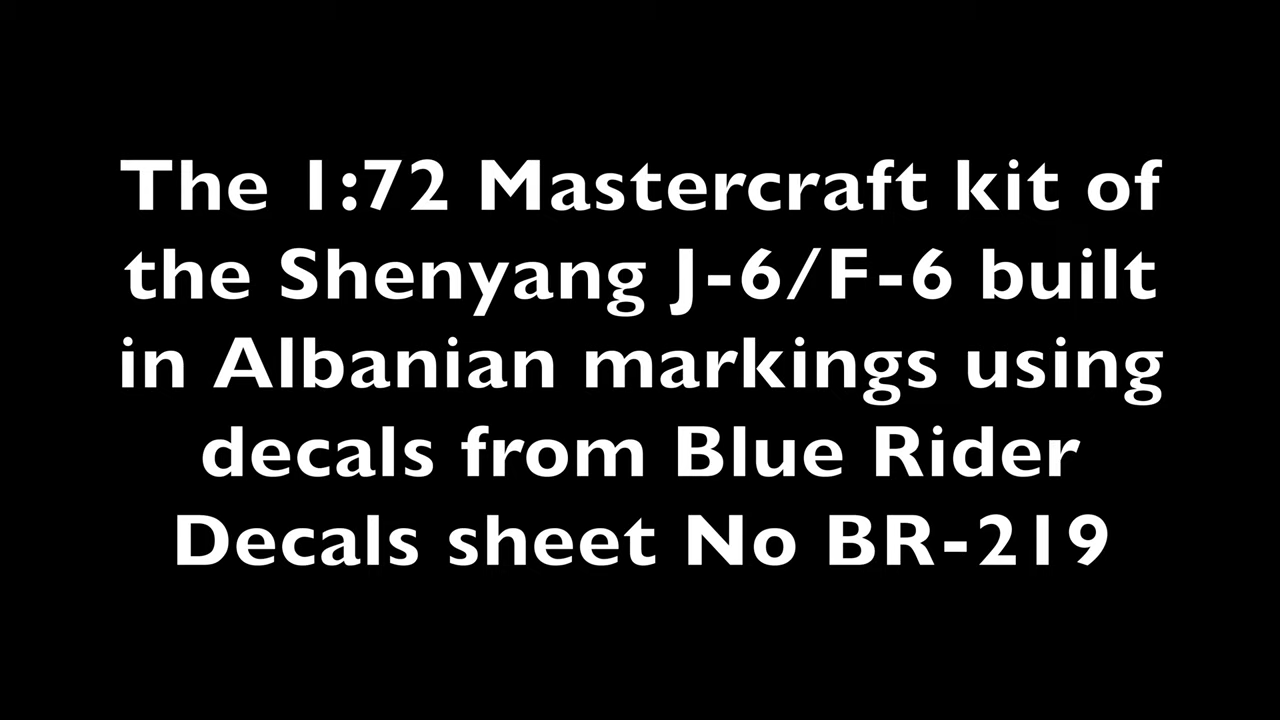 The 1:72 Mastercraft kit of
the Shenyang J-6/F-6 built
in Albanian markings using
decals from Blue Rider
Decals sheet No BR-219